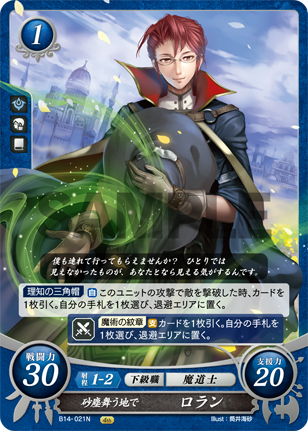 1
僕も連れて行ってもらえませんか? ひとりでは
見えなかったものが、あなたとなら見える気がするんです。
理知の三角帽 自 このユニットの攻撃で敵を撃破した時、カードを
1枚引く。自分の手札を1枚選び、退避エリアに置く。
魔術の紋章 支 カードを1枚引く。自分の手札を
1枚選び、退避エリアに置く。
戦闘力 30
射程 1-2 下級職 魔道士
支援力 20
砂塵舞う地で ロラン
B14-021N Illust:筒井海砂